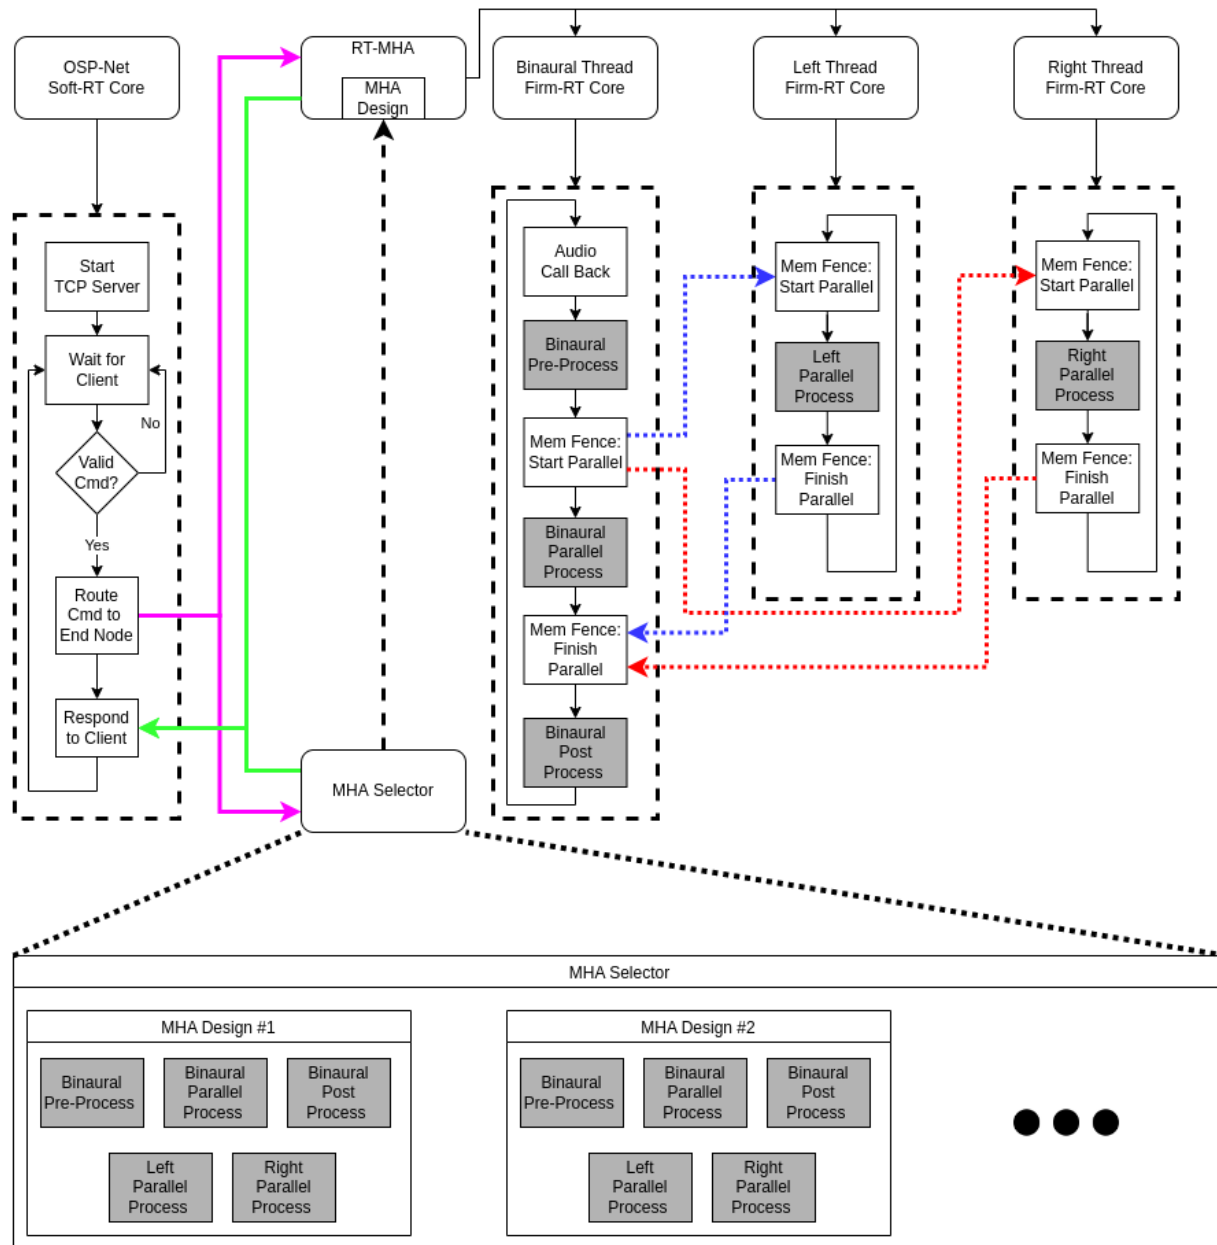 OSP-Net
Soft-RT Core
RT-MHA
MHA
Design
Binaural Thread
Firm-RT Core
Left Thread
Firm-RT Core
Right Thread
Firm-RT Core
Start
TCP Server
Wait for
Client
No
Valid
Cmd?
Yes
Route
Cmd to
End Node
Respond
to Client
MHA Selector
Audio
Call Back
Binaural
Pre-Process
Mem Fence:
Start Parallel
Binaural
Parallel
Process
Mem Fence:
Finish
Parallel
Binaural
Post
Process
Mem Fence:
Start Parallel
Left
Parallel
Process
Mem Fence:
Finish
Parallel
Mem Fence:
Start Parallel
Right
Parallel
Process
Mem Fence:
Finish
Parallel
MHA Selector
MHA Design #1
Binaural
Pre-Process
Binaural
Parallel
Process
Binaural
Post
Process
Left
Parallel
Process
Right
Parallel
Process
MHA Design #2
Binaural
Pre-Process
Binaural
Parallel
Process
Binaural
Post
Process
Left
Parallel
Process
Right
Parallel
Process